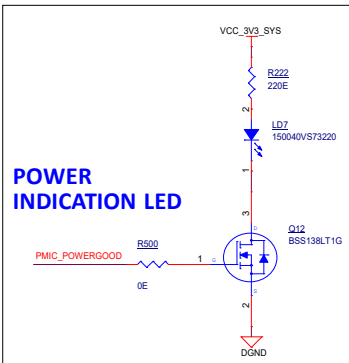 VCC_3V3_SYS
R222
220E
2
LD7
150040VS73220
1
POWER
INDICATION LED
3
D
Q12
BSS138LT1G
R500
PMIC_POWERGOOD
1
G
0E
S
2
DGND